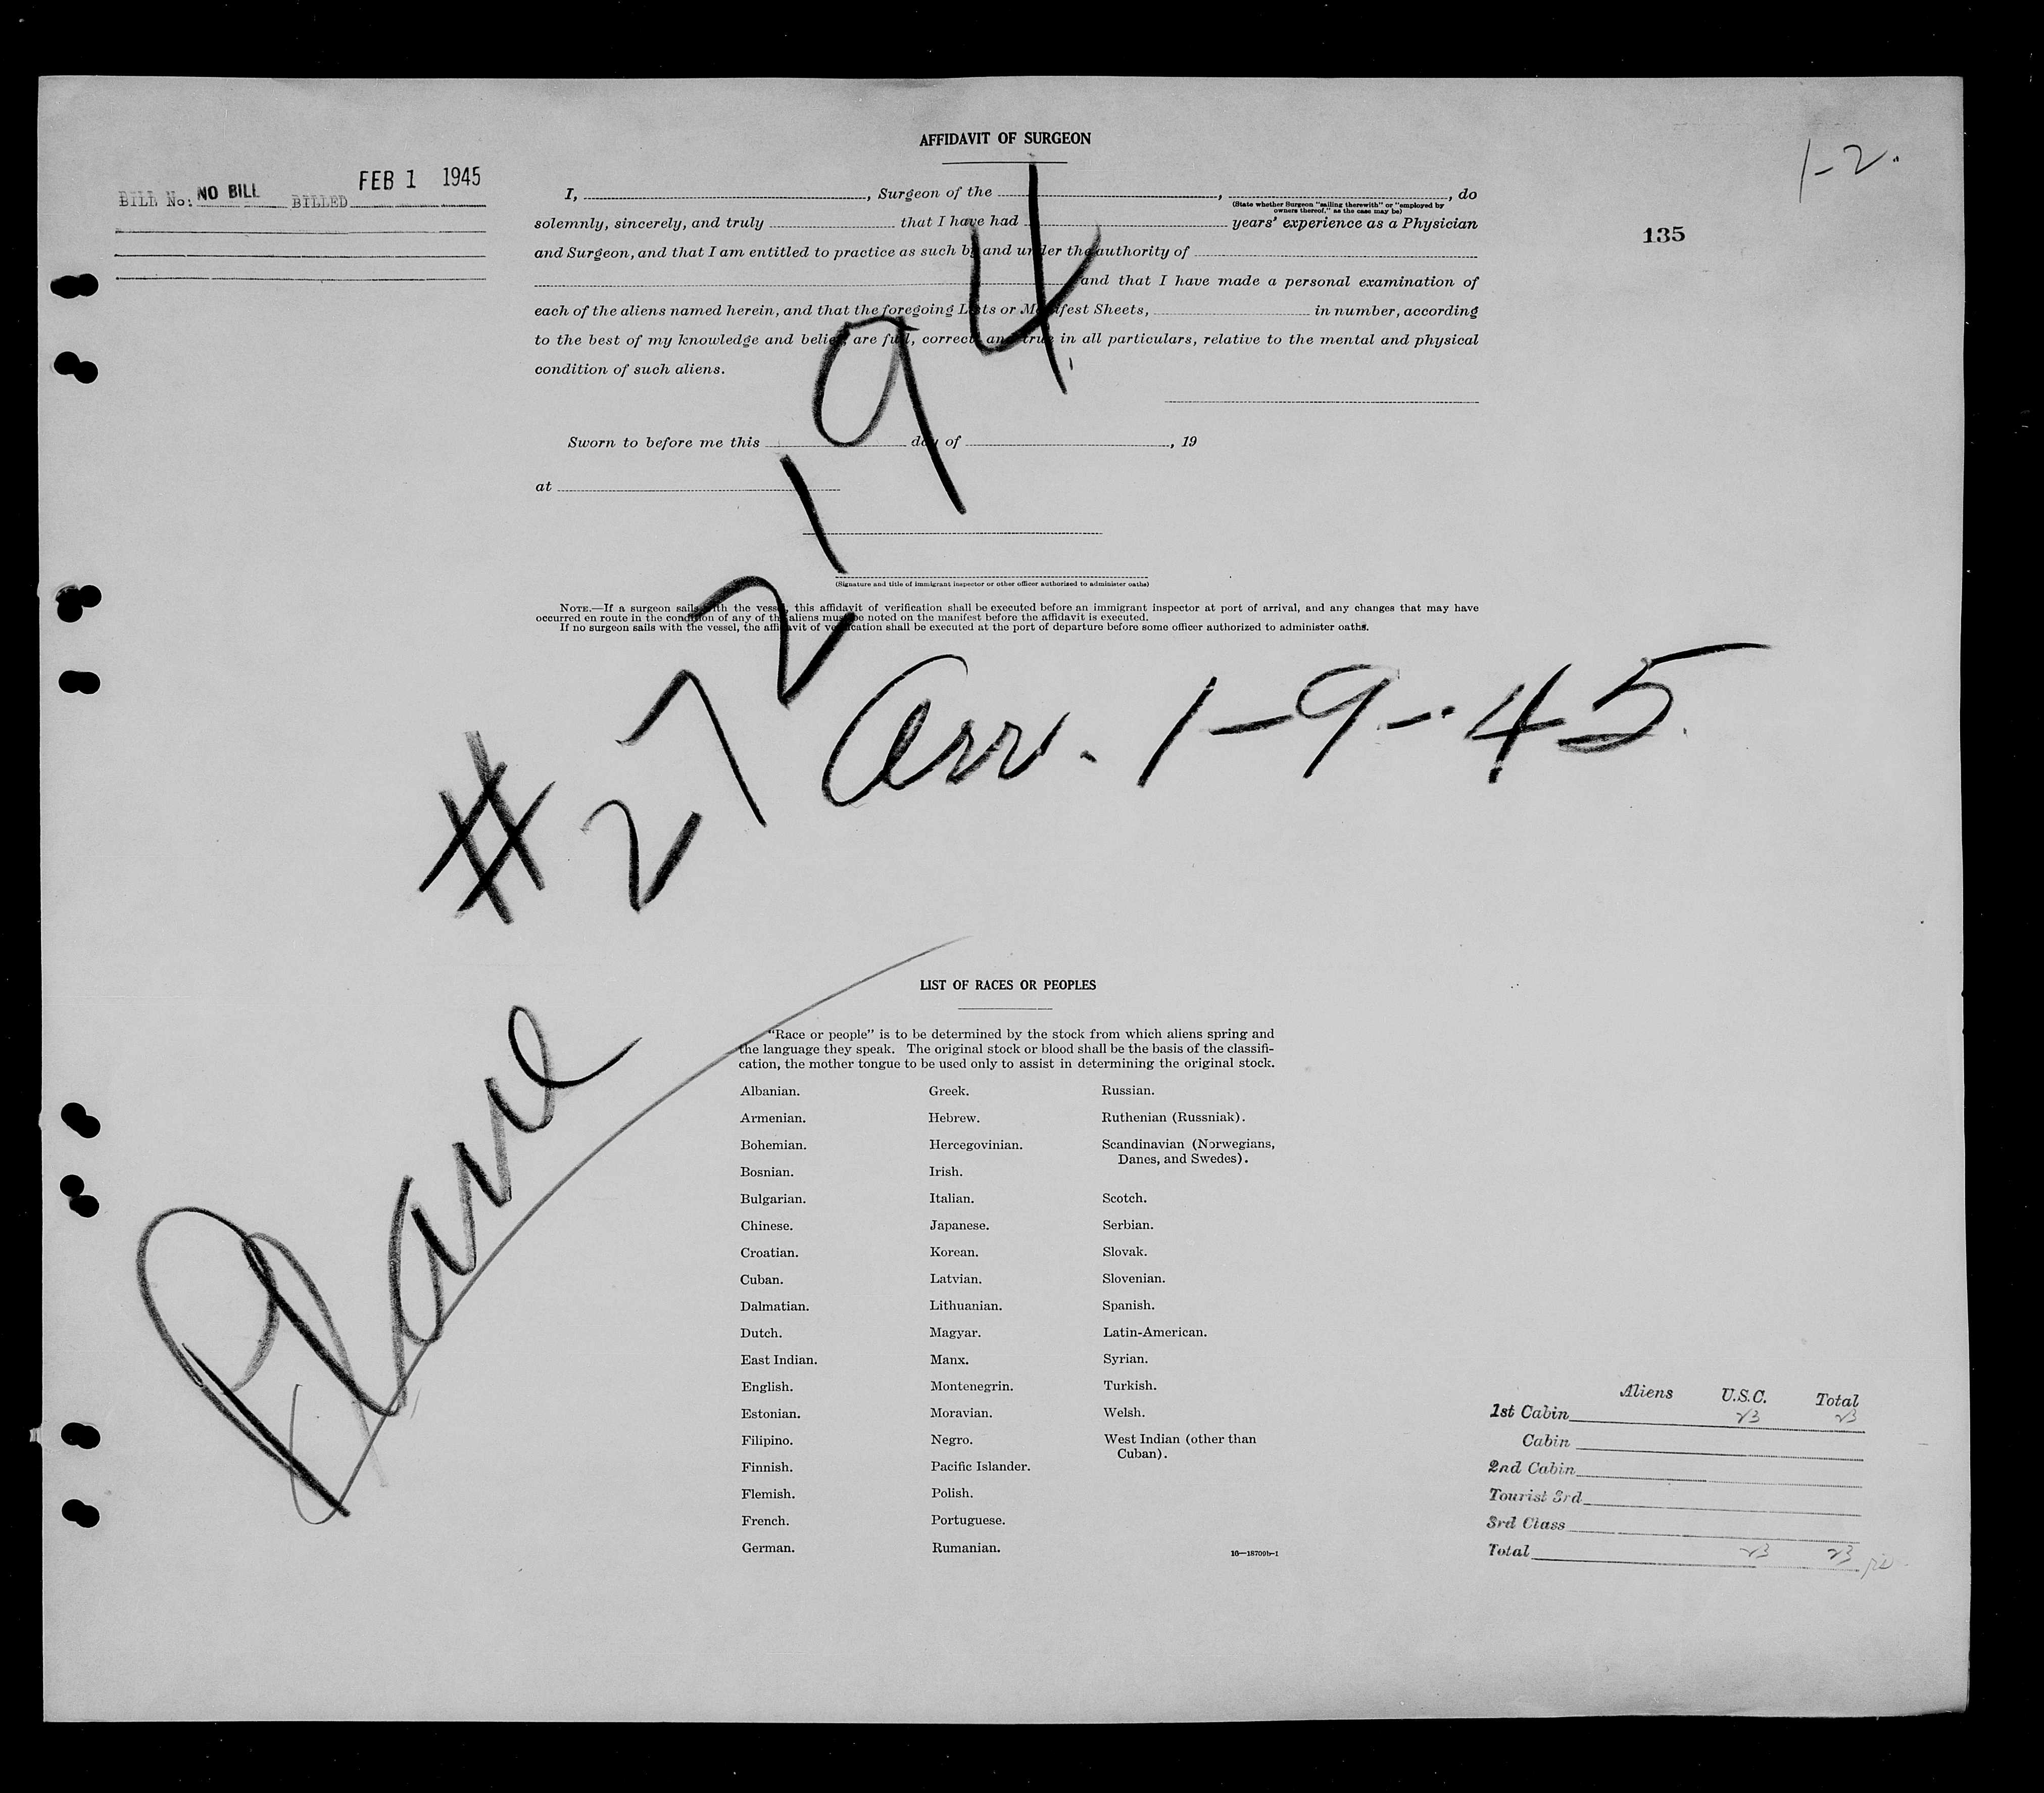 AFFIDAVIT OF SURGEON
1-2.
BILL No: NO BILL BILLED FEB 1 1945
135
I, , Surgeon of the , , do
(State whether Surgeon "sailing therewith" or "employed by
owners thereof," as the case may be)
solemnly, sincerely, and truly that I have had years' experience as a Physician
and Surgeon, and that I am entitled to practice as such by and under the authority of
and that I have made a personal examination of
each of the aliens named herein, and that the foregoing Lists or Manifest Sheets, in number, according
to the best of my knowledge and belief, are full, correct, and true in all particulars, relative to the mental and physical
condition of such aliens.
Sworn to before me this day of , 19
at
(Signature and title of immigrant inspector or other officer authorized to administer oaths)
NOTE.—If a surgeon sails with the vessel, this affidavit of verification shall be executed before an immigrant inspector at port of arrival, and any changes that may have
occurred en route in the condition of any of the aliens must be noted on the manifest before the affidavit is executed.
If no surgeon sails with the vessel, the affidavit of verification shall be executed at the port of departure before some officer authorized to administer oaths.
#272194
Arr. 1-9-45
Plane
LIST OF RACES OR PEOPLES
"Race or people" is to be determined by the stock from which aliens spring and
the language they speak. The original stock or blood shall be the basis of the classifi-
cation, the mother tongue to be used only to assist in determining the original stock.
Albanian. Greek. Russian.
Armenian. Hebrew. Ruthenian (Russniak).
Bohemian. Hercegovinian. Scandinavian (Norwegians,
Danes, and Swedes).
Bosnian. Irish.
Bulgarian. Italian. Scotch.
Chinese. Japanese. Serbian.
Croatian. Korean. Slovak.
Cuban. Latvian. Slovenian.
Dalmatian. Lithuanian. Spanish.
Dutch. Magyar. Latin-American.
East Indian. Manx. Syrian.
English. Montenegrin. Turkish.
Estonian. Moravian. Welsh.
Filipino. Negro. West Indian (other than
Cuban).
Finnish. Pacific Islander.
Flemish. Polish.
French. Portuguese.
German. Rumanian.
16—18709b-1
Aliens U.S.C. Total
1st Cabin 23 23
Cabin
2nd Cabin
Tourist 3rd
3rd Class
Total 23 23